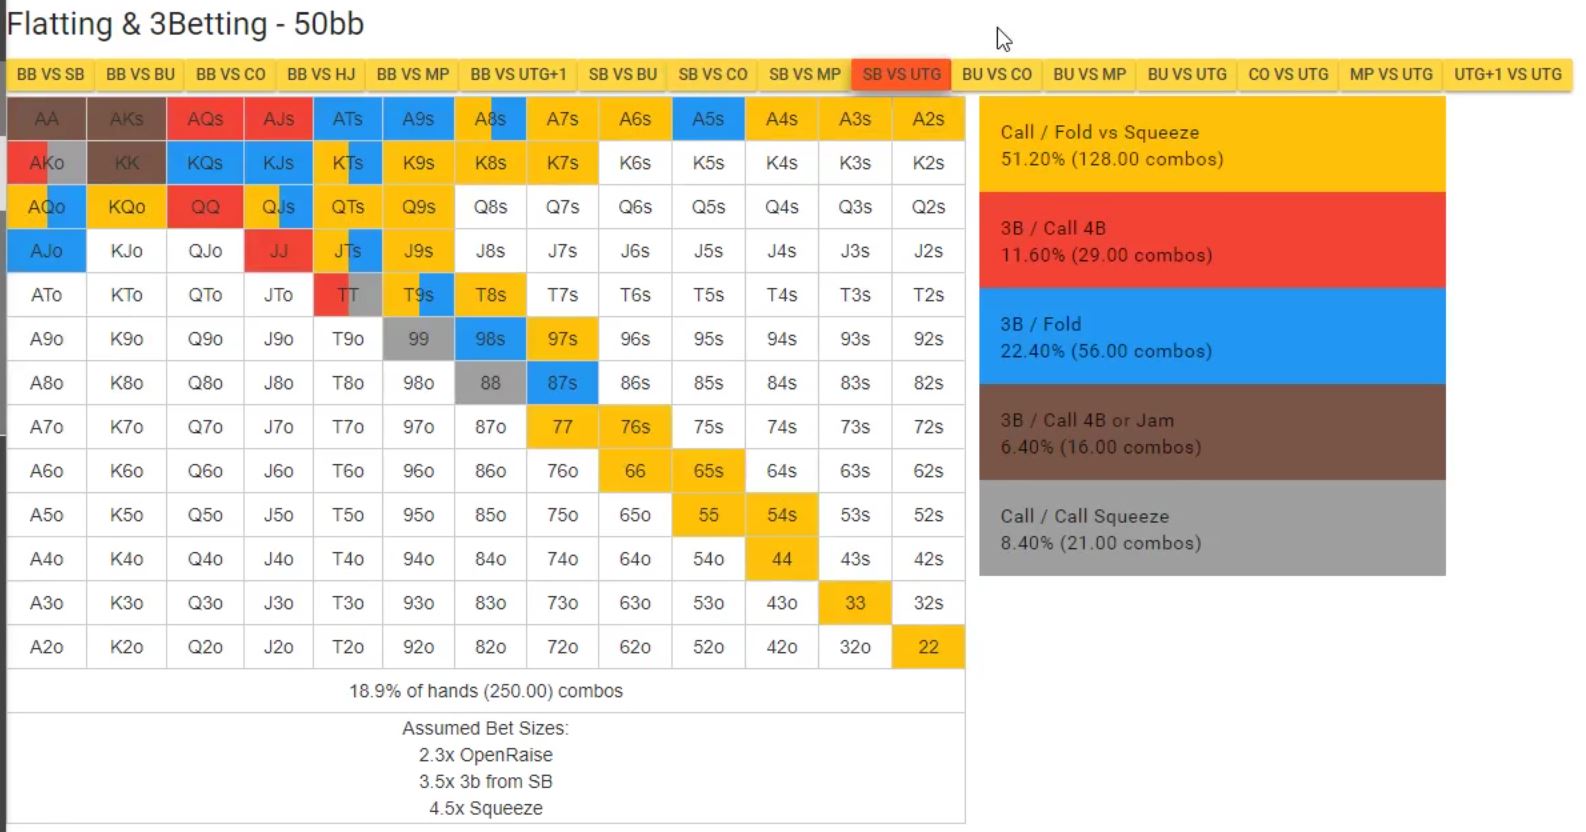 Flatting & 3Betting - 50bb
BB VS SB BB VS BU BB VS CO BB VS HJ BB VS MP BB VS UTG+1 SB VS BU SB VS CO SB VS MP SB VS UTG BU VS CO BU VS MP BU VS UTG CO VS UTG MP VS UTG UTG+1 VS UTG
AA AKs AQs AJs ATs A9s A8s A7s A6s A5s A4s A3s A2s
AKo KK KQs KJs KTs K9s K8s K7s K6s K5s K4s K3s K2s
AQo KQo QQ QJs QTs Q9s Q8s Q7s Q6s Q5s Q4s Q3s Q2s
AJo KJo QJo JJ JTs J9s J8s J7s J6s J5s J4s J3s J2s
ATo KTo QTo JTo TT T9s T8s T7s T6s T5s T4s T3s T2s
A9o K9o Q9o J9o T9o 99 98s 97s 96s 95s 94s 93s 92s
A8o K8o Q8o J8o T8o 98o 88 87s 86s 85s 84s 83s 82s
A7o K7o Q7o J7o T7o 97o 87o 77 76s 75s 74s 73s 72s
A6o K6o Q6o J6o T6o 96o 86o 76o 66 65s 64s 63s 62s
A5o K5o Q5o J5o T5o 95o 85o 75o 65o 55 54s 53s 52s
A4o K4o Q4o J4o T4o 94o 84o 74o 64o 54o 44 43s 42s
A3o K3o Q3o J3o T3o 93o 83o 73o 63o 53o 43o 33 32s
A2o K2o Q2o J2o T2o 92o 82o 72o 62o 52o 42o 32o 22
18.9% of hands (250.00) combos
Assumed Bet Sizes:
2.3x OpenRaise
3.5x 3b from SB
4.5x Squeeze
Call / Fold vs Squeeze
51.20% (128.00 combos)
3B / Call 4B
11.60% (29.00 combos)
3B / Fold
22.40% (56.00 combos)
3B / Call 4B or Jam
6.40% (16.00 combos)
Call / Call Squeeze
8.40% (21.00 combos)